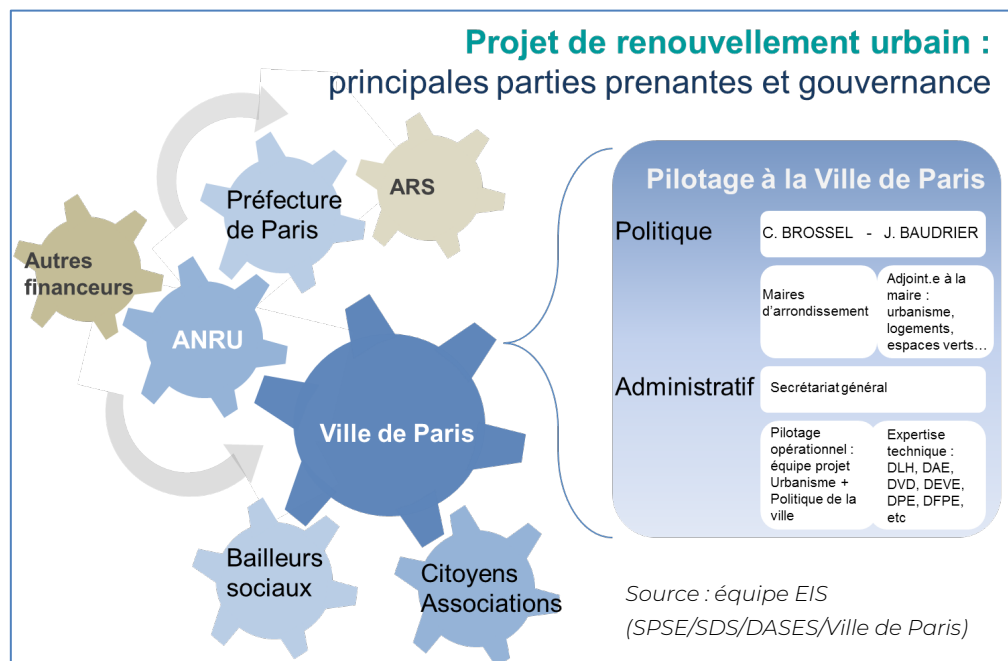 Projet de renouvellement urbain :
principales parties prenantes et gouvernance
ARS
Préfecture
de Paris
Autres
financeurs
ANRU
Ville de Paris
Bailleurs
sociaux
Citoyens
Associations
Pilotage à la Ville de Paris
Politique
C. BROSSEL - J. BAUDRIER
Maires
d'arrondissement
Adjoint.e à la
maire :
urbanisme,
logements,
espaces verts…
Administratif
Secrétariat général
Pilotage
opérationnel :
équipe projet
Urbanisme +
Politique de la
ville
Expertise
technique :
DLH, DAE,
DVD, DEVE,
DPE, DFPE,
etc
Source : équipe EIS
(SPSE/SDS/DASES/Ville de Paris)